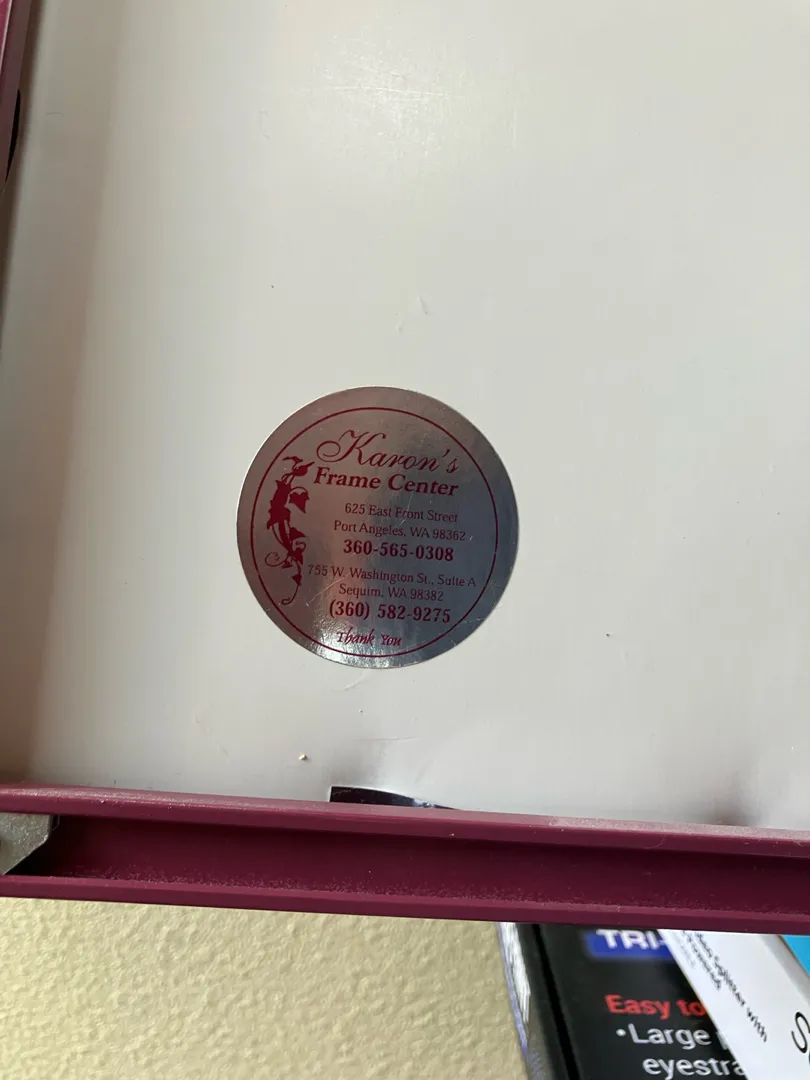 Karon's
Frame Center
625 East Front Street
Port Angeles, WA 98362
360-565-0308
755 W. Washington St., Suite A
Sequim, WA 98382
(360) 582-9275
Thank You
TRI-
Easy to
•Large
eyestra
with